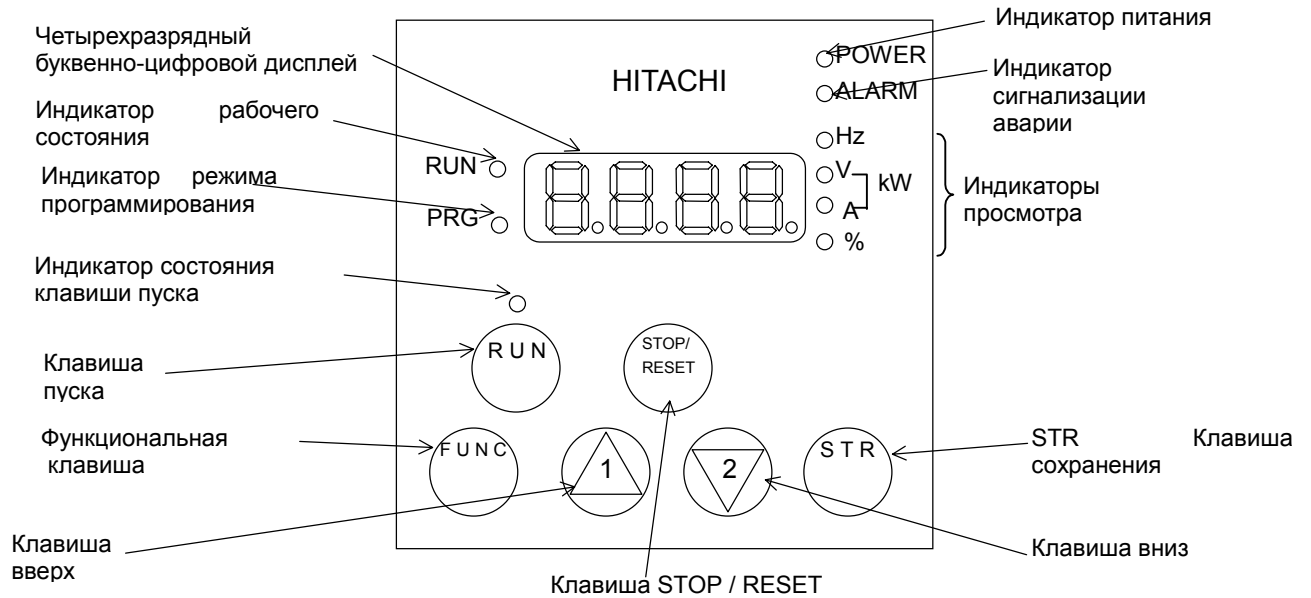 Индикатор питания
Четырехразрядный
буквенно-цифровой дисплей
POWER
HITACHI
Индикатор
сигнализации
аварии
ALARM
Индикатор рабочего
состояния
Hz
RUN
V
kW
Индикатор режима
программирования
Индикаторы
просмотра
PRG
A
%
Индикатор состояния
клавиши пуска
RUN
STOP/
RESET
Клавиша
пуска
Функциональная
клавиша
FUNC
1
2
STR
STR Клавиша
сохранения
Клавиша
вверх
Клавиша вниз
Клавиша STOP / RESET